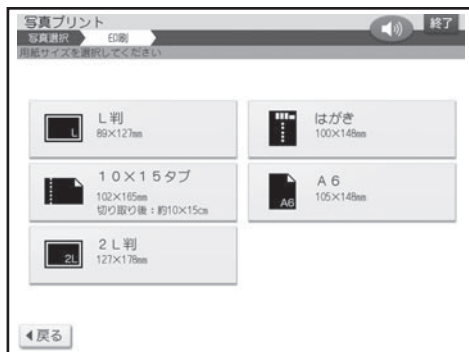 写真プリント
終了
写真選択 印刷
用紙サイズを選択してください
L判
89×127mm
L
はがき
100×148mm
10×15タブ
102×165mm
切り取り後：約10×15cm
A6
105×148mm
A6
2L判
127×178mm
2L
戻る